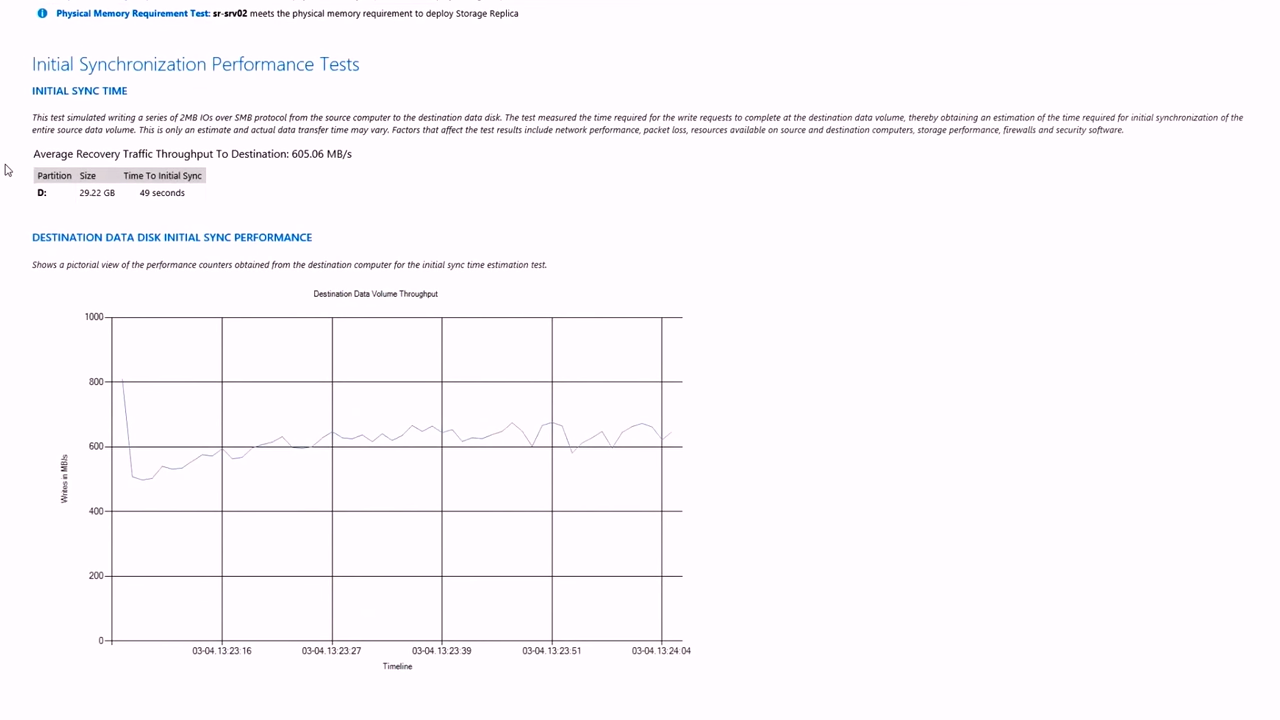 Physical Memory Requirement Test: sr-srv02 meets the physical memory requirement to deploy Storage Replica
Initial Synchronization Performance Tests
INITIAL SYNC TIME
This test simulated writing a series of 2MB IOs over SMB protocol from the source computer to the destination data disk. The test measured the time required for the write requests to complete at the destination data volume, thereby obtaining an estimation of the time required for initial synchronization of the
entire source data volume. This is only an estimate and actual data transfer time may vary. Factors that affect the test results include network performance, packet loss, resources available on source and destination computers, storage performance, firewalls and security software.
Average Recovery Traffic Throughput To Destination: 605.06 MB/s
Partition Size Time To Initial Sync
D: 29.22 GB 49 seconds
DESTINATION DATA DISK INITIAL SYNC PERFORMANCE
Shows a pictorial view of the performance counters obtained from the destination computer for the initial sync time estimation test.
Destination Data Volume Throughput
1000
800
600
400
200
0
Writes in MB/s
03-04.13:23:16 03-04.13:23:27 03-04.13:23:39 03-04.13:23:51 03-04.13:24:04
Timeline